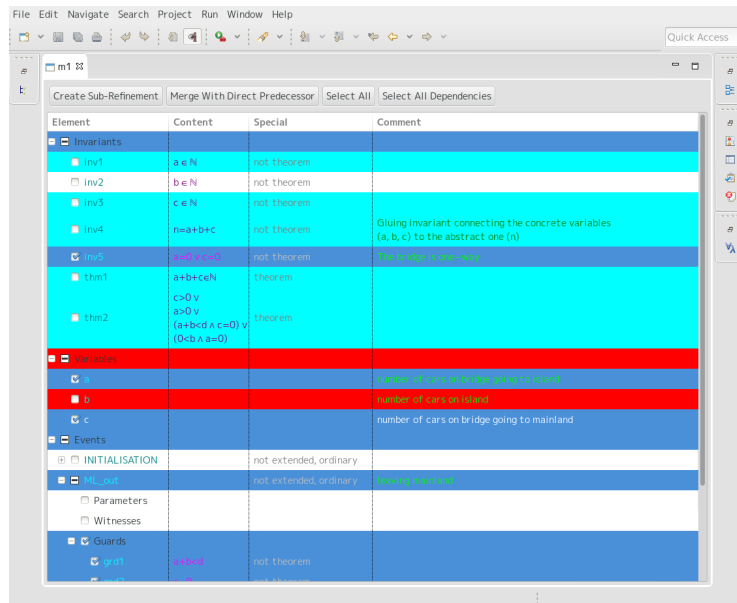 File Edit Navigate Search Project Run Window Help
Quick Access
m1
Create Sub-Refinement Merge With Direct Predecessor Select All Select All Dependencies
Element Content Special Comment
Invariants
inv1 a ∈ ℕ not theorem
inv2 b ∈ ℕ not theorem
inv3 c ∈ ℕ not theorem
inv4 n=a+b+c not theorem Gluing invariant connecting the concrete variables
(a, b, c) to the abstract one (n)
inv5 a=0 ∨ c=0 not theorem The bridge is one-way
thm1 a+b+c∈ℕ theorem
thm2 c>0 ∨
a>0 ∨
(a+b<d ∧ c=0) ∨ theorem
(0<b ∧ a=0)
Variables
a number of cars on bridge going to island
b number of cars on island
c number of cars on bridge going to mainland
Events
INITIALISATION not extended, ordinary
ML_out not extended, ordinary leaving mainland
Parameters
Witnesses
Guards
grd1 a+b<d not theorem